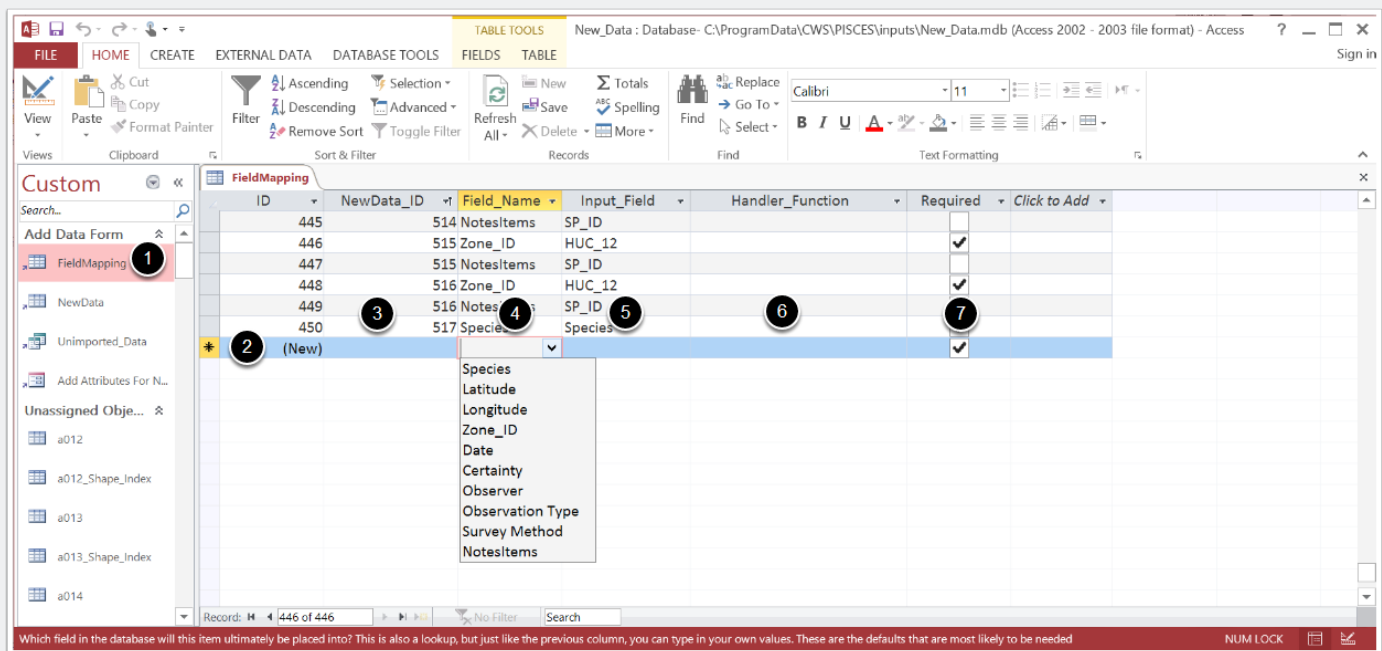 TABLE TOOLS New_Data : Database- C:\ProgramData\CWS\PISCES\inputs\New_Data.mdb (Access 2002 - 2003 file format) - Access ?
FILE HOME CREATE EXTERNAL DATA DATABASE TOOLS FIELDS TABLE Sign in
Cut Ascending Selection New Totals Replace Calibri 11
Copy Descending Advanced Save Spelling Go To
View Paste Format Painter Filter Remove Sort Toggle Filter Refresh All Delete More Find Select B I U A
Views Clipboard Sort & Filter Records Find Text Formatting
Custom FieldMapping
Search... ID NewData_ID Field_Name Input_Field Handler_Function Required Click to Add
445 514 NotesItems SP_ID
Add Data Form 446 515 Zone_ID HUC_12
FieldMapping 1 447 515 NotesItems SP_ID
448 516 Zone_ID HUC_12
NewData 449 3 516 Notes 4 SP_ID 5 6 7
450 517 Species Species
Unimported_Data 2 (New)
Species
Add Attributes For N... Latitude
Unassigned Obje... Longitude
Zone_ID
a012 Date
Certainty
a012_Shape_Index Observer
a013 Observation Type
Survey Method
a013_Shape_Index NotesItems
a014
Record: 446 of 446 No Filter Search
Which field in the database will this item ultimately be placed into? This is also a lookup, but just like the previous column, you can type in your own values. These are the defaults that are most likely to be needed NUM LOCK